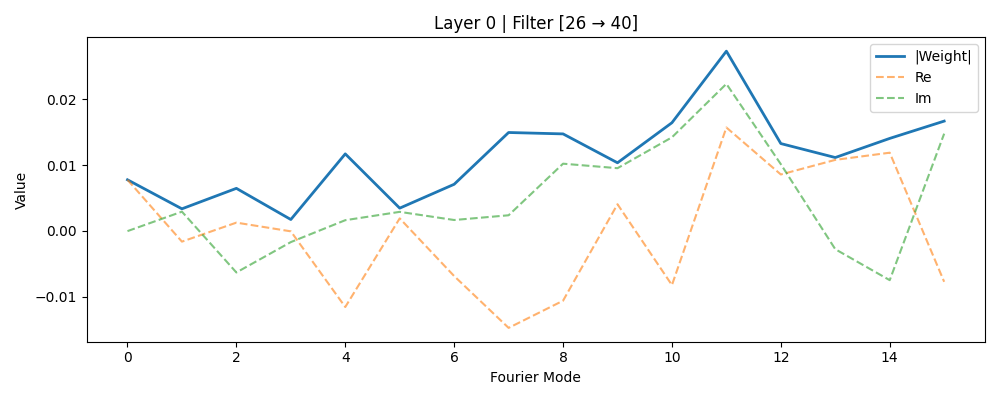 Layer 0 | Filter [26 → 40]
|Weight|
Re
Im
Value
0.02
0.01
0.00
−0.01
0 2 4 6 8 10 12 14
Fourier Mode